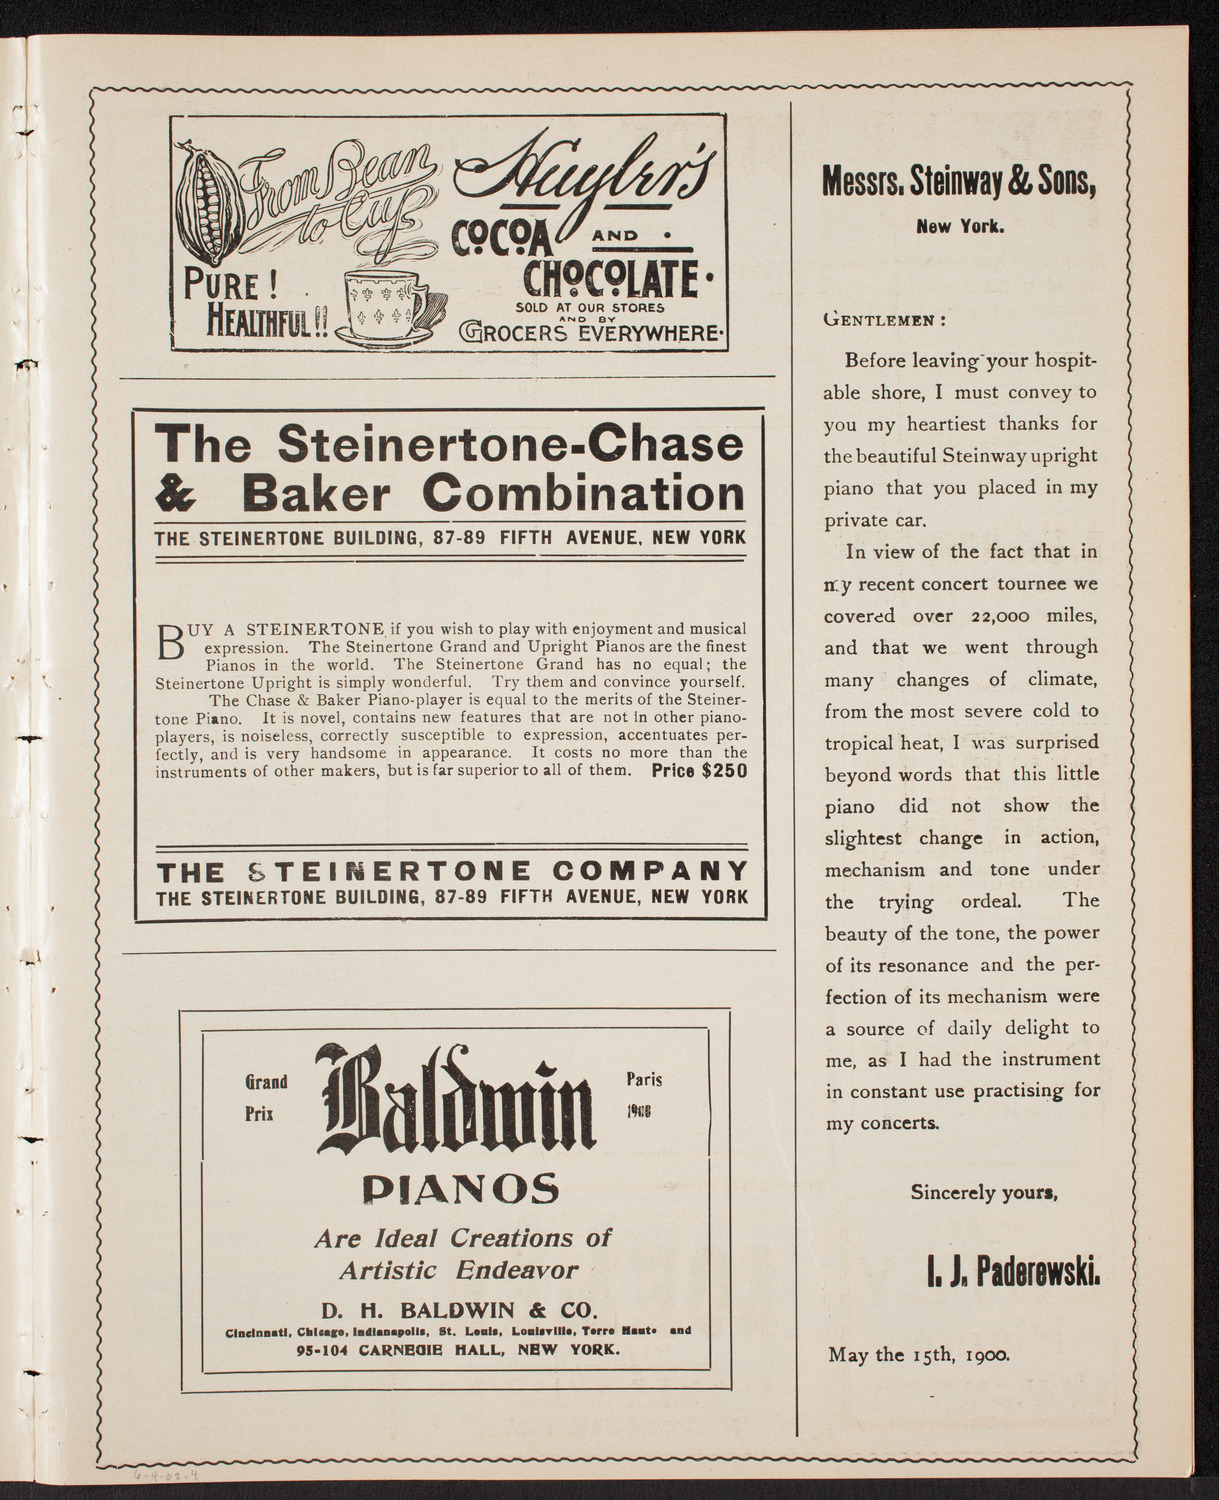 From Bean
to Cup
PURE!
HEALTHFUL!!
Huyler's
COCOA AND
CHOCOLATE
SOLD AT OUR STORES
AND BY
GROCERS EVERYWHERE.
The Steinertone-Chase
& Baker Combination
THE STEINERTONE BUILDING, 87-89 FIFTH AVENUE, NEW YORK
BUY A STEINERTONE if you wish to play with enjoyment and musical
expression. The Steinertone Grand and Upright Pianos are the finest
Pianos in the world. The Steinertone Grand has no equal; the
Steinertone Upright is simply wonderful. Try them and convince yourself.
The Chase & Baker Piano-player is equal to the merits of the Steiner-
tone Piano. It is novel, contains new features that are not in other piano-
players, is noiseless, correctly susceptible to expression, accentuates per-
fectly, and is very handsome in appearance. It costs no more than the
instruments of other makers, but is far superior to all of them. Price $250
THE STEINERTONE COMPANY
THE STEINERTONE BUILDING, 87-89 FIFTH AVENUE, NEW YORK
Grand
Prix
Baldwin
Paris
PIANOS
Are Ideal Creations of
Artistic Endeavor
D. H. BALDWIN & CO.
Cincinnati, Chicago, Indianapolis, St. Louis, Louisville, Terre Haute and
95-104 CARNEGIE HALL, NEW YORK.
Messrs. Steinway & Sons,
New York.
GENTLEMEN:
Before leaving your hospit-
able shore, I must convey to
you my heartiest thanks for
the beautiful Steinway upright
piano that you placed in my
private car.
In view of the fact that in
my recent concert tournee we
covered over 22,000 miles,
and that we went through
many changes of climate,
from the most severe cold to
tropical heat, I was surprised
beyond words that this little
piano did not show the
slightest change in action,
mechanism and tone under
the trying ordeal. The
beauty of the tone, the power
of its resonance and the per-
fection of its mechanism were
a source of daily delight to
me, as I had the instrument
in constant use practising for
my concerts.
Sincerely yours,
I. J. Paderewski.
May the 15th, 1900.
6-4-02.4